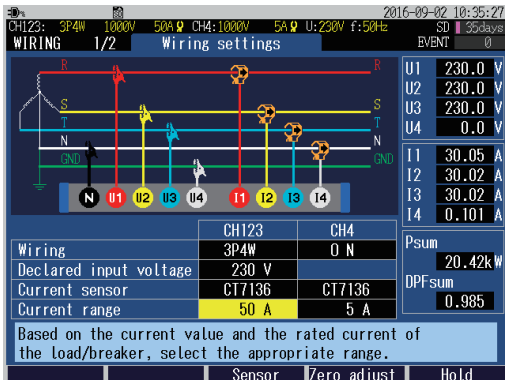 2016-09-02 10:35:27
CH123: 3P4W 1000V 50A CH4:1000V 5A U:230V f:50Hz SD 35days
WIRING 1/2 Wiring settings EVENT 0
R R
S S
T T
N N
GND GND
N U1 U2 U3 U4 I1 I2 I3 I4
U1 230.0 V
U2 230.0 V
U3 230.0 V
U4 0.0 V
I1 30.05 A
I2 30.02 A
I3 30.02 A
I4 0.101 A
Psum
20.42kW
DPFsum
0.985
CH123 CH4
Wiring 3P4W O N
Declared input voltage 230 V
Current sensor CT7136 CT7136
Current range 50 A 5 A
Based on the current value and the rated current of
the load/breaker, select the appropriate range.
Sensor Zero adjust Hold